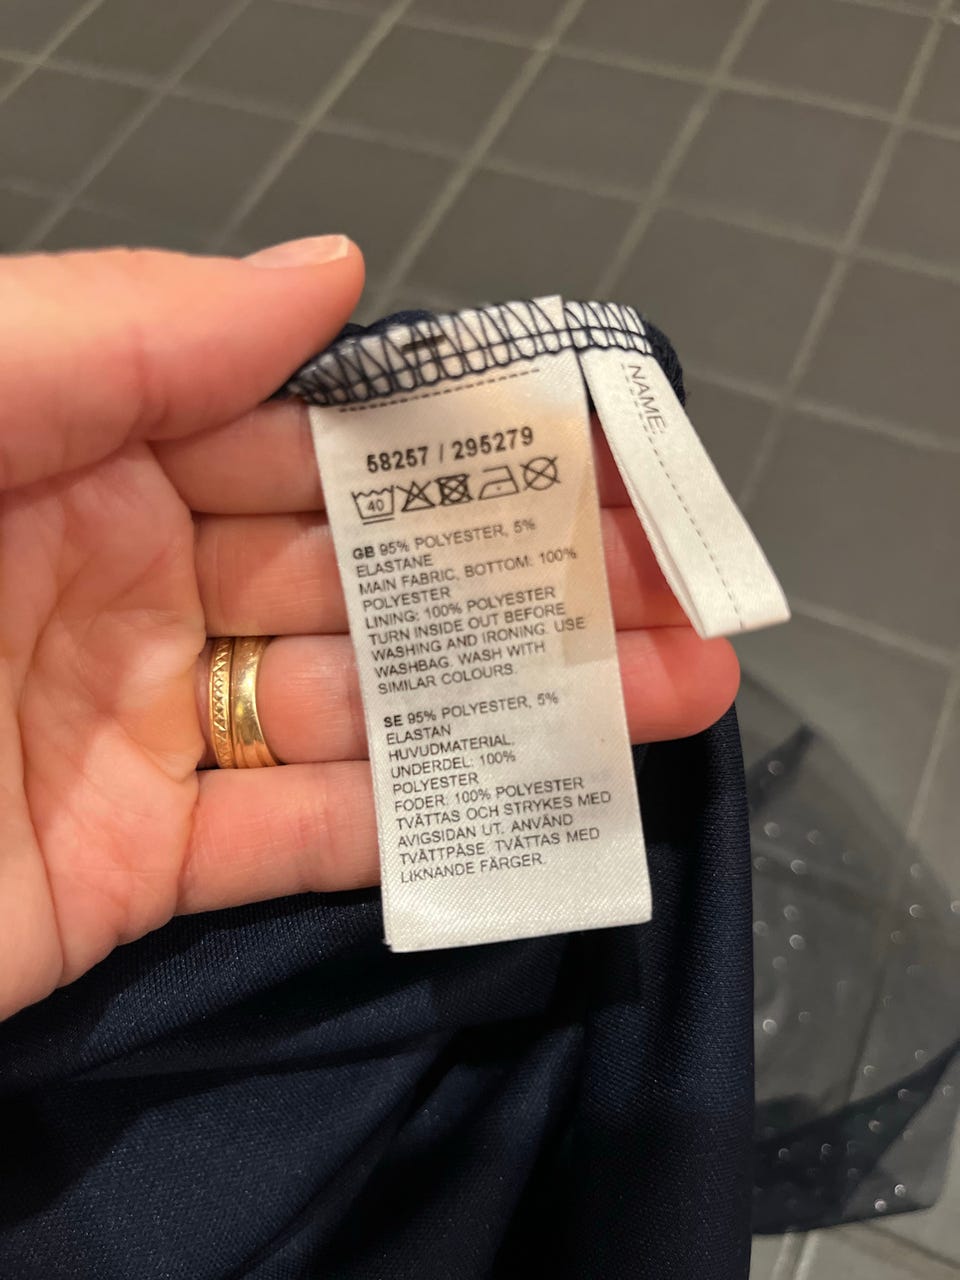 58257 / 295279
40
GB 95% POLYESTER, 5%
ELASTANE
MAIN FABRIC, BOTTOM: 100%
POLYESTER
LINING: 100% POLYESTER
TURN INSIDE OUT BEFORE
WASHING AND IRONING. USE
WASHBAG. WASH WITH
SIMILAR COLOURS.
SE 95% POLYESTER, 5%
ELASTAN
HUVUDMATERIAL,
UNDERDEL: 100%
POLYESTER
FODER: 100% POLYESTER
TVÄTTAS OCH STRYKES MED
AVIGSIDAN UT. ANVÄND
TVÄTTPÅSE. TVÄTTAS MED
LIKNANDE FÄRGER.
NAME: